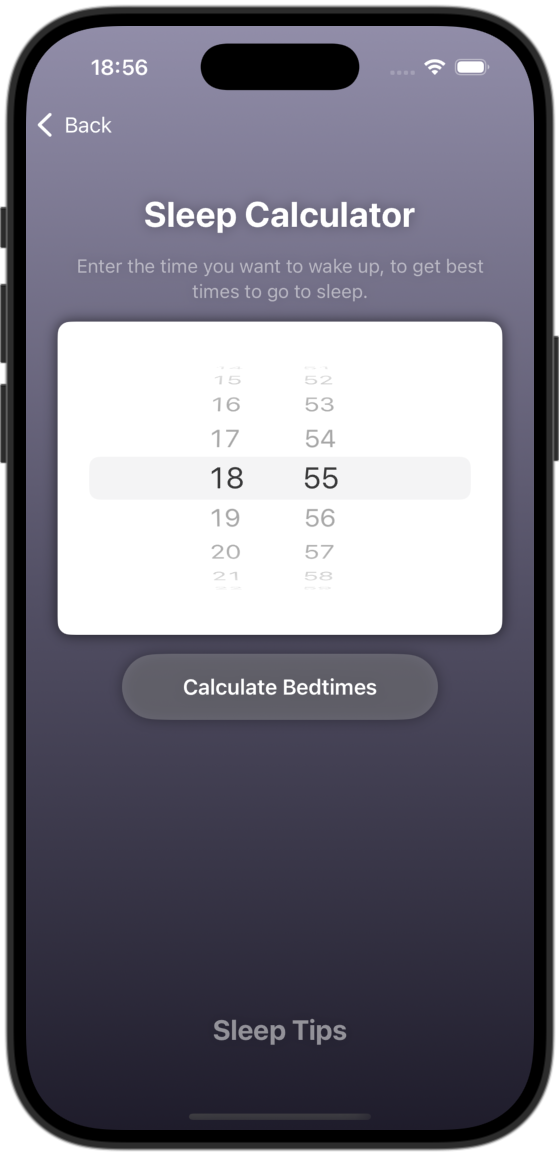 18:56
Back
Sleep Calculator
Enter the time you want to wake up, to get best
times to go to sleep.
15 52
16 53
17 54
18 55
19 56
20 57
21 58
Calculate Bedtimes
Sleep Tips